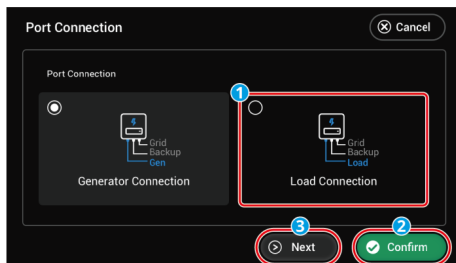 Port Connection
Cancel
Port Connection
1
Grid
Backup
Gen
Generator Connection
Grid
Backup
Load
Load Connection
3
2
Next
Confirm